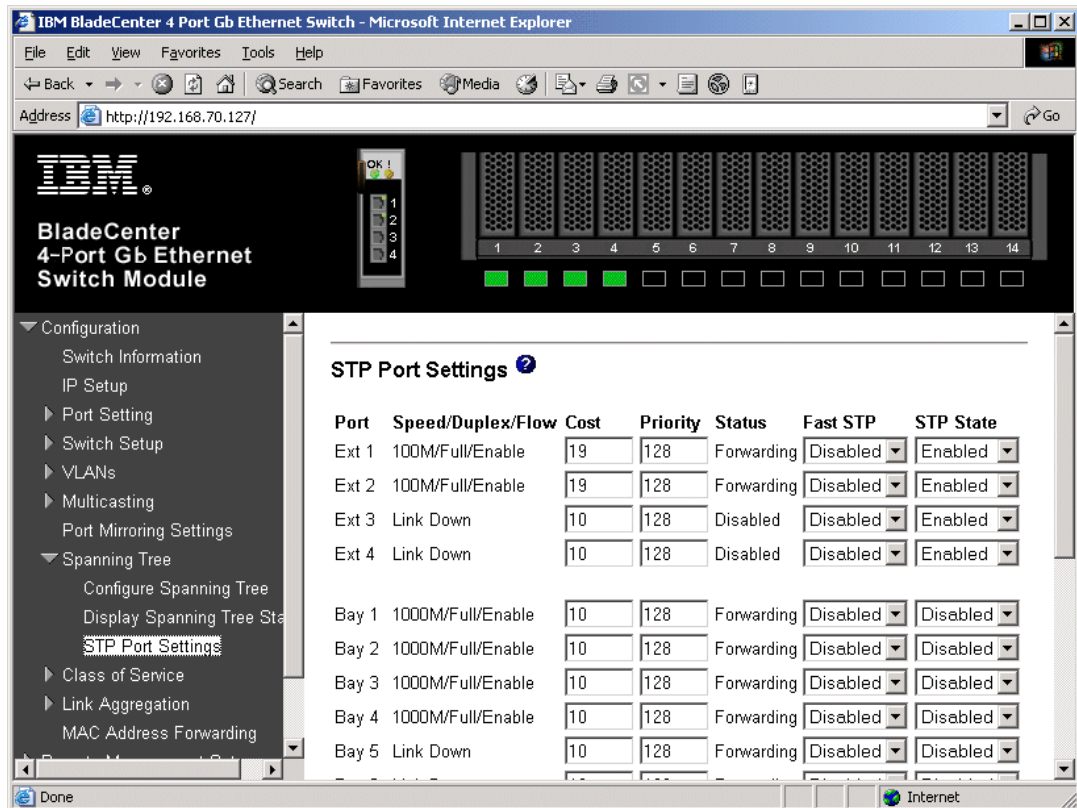 IBM BladeCenter 4 Port Gb Ethernet Switch - Microsoft Internet Explorer
File Edit View Favorites Tools Help
Back Search Favorites Media
Address http://192.168.70.127/ Go
IBM®
BladeCenter
4-Port Gb Ethernet
Switch Module
OK !
1
2
3
4
1 2 3 4 5 6 7 8 9 10 11 12 13 14
Configuration
Switch Information
IP Setup
Port Setting
Switch Setup
VLANs
Multicasting
Port Mirroring Settings
Spanning Tree
Configure Spanning Tree
Display Spanning Tree Sta
STP Port Settings
Class of Service
Link Aggregation
MAC Address Forwarding
STP Port Settings ?
Port Speed/Duplex/Flow Cost Priority Status Fast STP STP State
Ext 1 100M/Full/Enable 19 128 Forwarding Disabled Enabled
Ext 2 100M/Full/Enable 19 128 Forwarding Disabled Enabled
Ext 3 Link Down 10 128 Disabled Disabled Enabled
Ext 4 Link Down 10 128 Disabled Disabled Enabled
Bay 1 1000M/Full/Enable 10 128 Forwarding Disabled Disabled
Bay 2 1000M/Full/Enable 10 128 Forwarding Disabled Disabled
Bay 3 1000M/Full/Enable 10 128 Forwarding Disabled Disabled
Bay 4 1000M/Full/Enable 10 128 Forwarding Disabled Disabled
Bay 5 Link Down 10 128 Forwarding Disabled Disabled
Done Internet